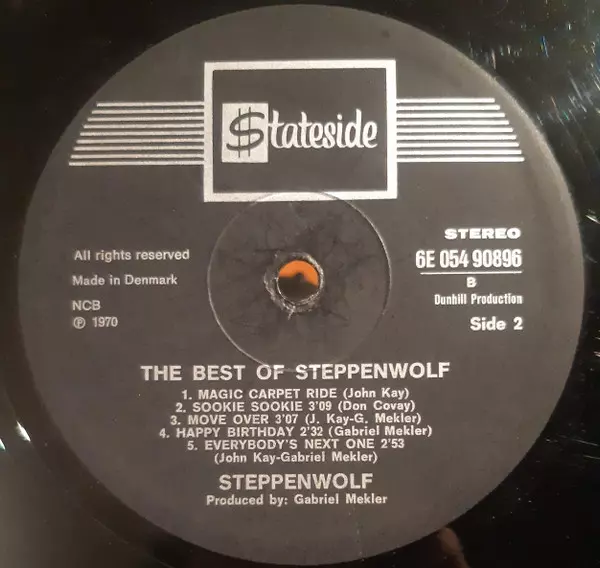 $tateside
STEREO
6E 054 90896
B
Dunhill Production
Side 2
All rights reserved
Made in Denmark
NCB
℗ 1970
THE BEST OF STEPPENWOLF
1. MAGIC CARPET RIDE (John Kay)
2. SOOKIE SOOKIE 3'09 (Don Covay)
3. MOVE OVER 3'07 (J. Kay-G. Mekler)
4. HAPPY BIRTHDAY 2'32 (Gabriel Mekler)
5. EVERYBODY'S NEXT ONE 2'53
(John Kay-Gabriel Mekler)
STEPPENWOLF
Produced by: Gabriel Mekler